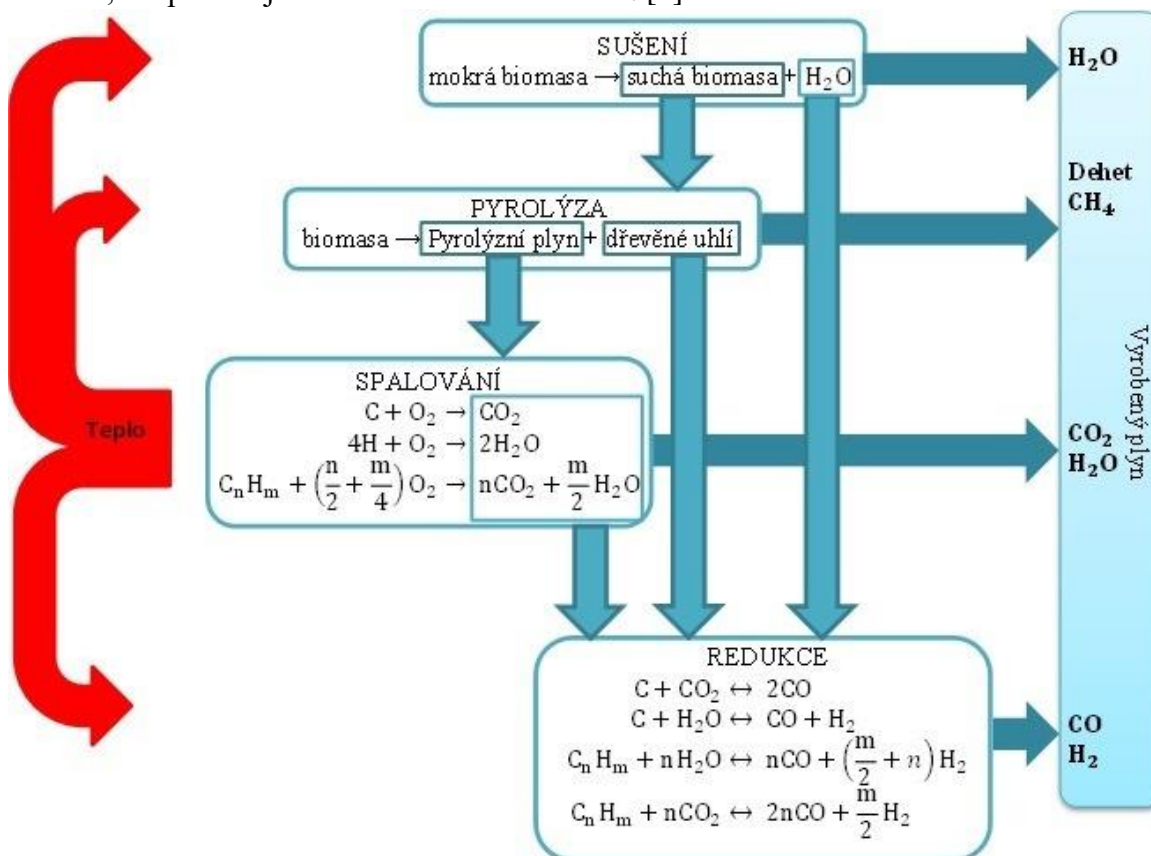 SUŠENÍ
mokrá biomasa → suchá biomasa + H₂O
H₂O
PYROLÝZA
biomasa → Pyrolýzní plyn + dřevěné uhlí
Dehet
CH₄
Teplo
SPALOVÁNÍ
C + O₂ → CO₂
4H + O₂ → 2H₂O
CₙHₘ + (n/2 + m/4) O₂ → nCO₂ + m/2 H₂O
CO₂
H₂O
Vyrobený plyn
REDUKCE
C + CO₂ ↔ 2CO
C + H₂O ↔ CO + H₂
CₙHₘ + nH₂O ↔ nCO + (m/2 + n) H₂
CₙHₘ + nCO₂ ↔ 2nCO + m/2 H₂
CO
H₂